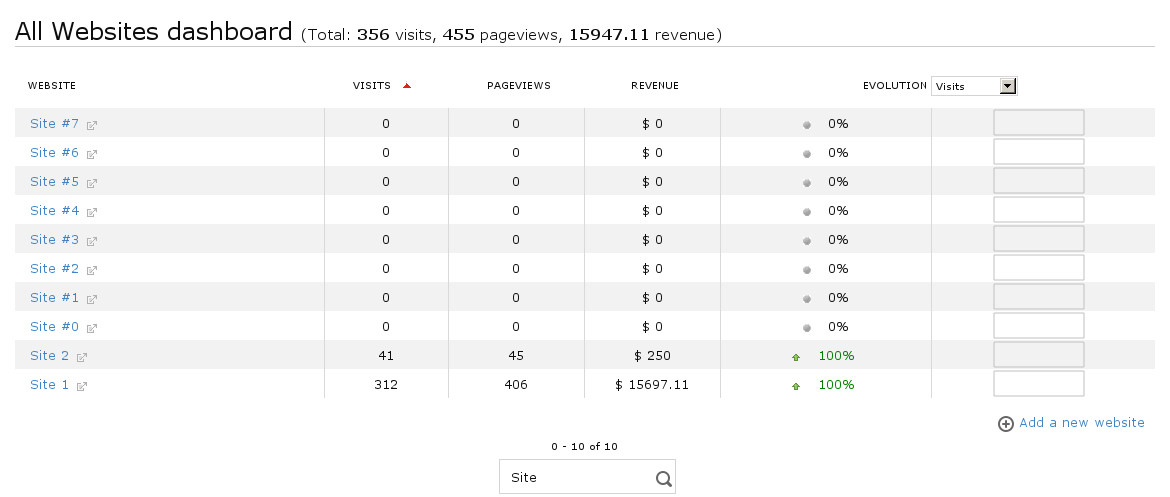 All Websites dashboard (Total: 356 visits, 455 pageviews, 15947.11 revenue)
WEBSITE VISITS PAGEVIEWS REVENUE EVOLUTION Visits
Site #7 0 0 $ 0 0%
Site #6 0 0 $ 0 0%
Site #5 0 0 $ 0 0%
Site #4 0 0 $ 0 0%
Site #3 0 0 $ 0 0%
Site #2 0 0 $ 0 0%
Site #1 0 0 $ 0 0%
Site #0 0 0 $ 0 0%
Site 2 41 45 $ 250 100%
Site 1 312 406 $ 15697.11 100%
Add a new website
0 - 10 of 10
Site